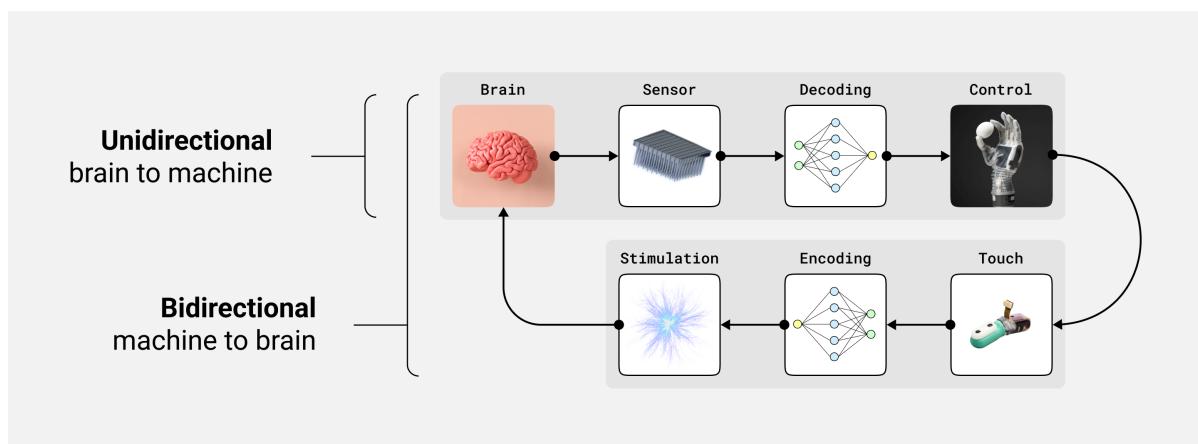 Brain
Sensor
Decoding
Control
Unidirectional
brain to machine
Stimulation
Encoding
Touch
Bidirectional
machine to brain